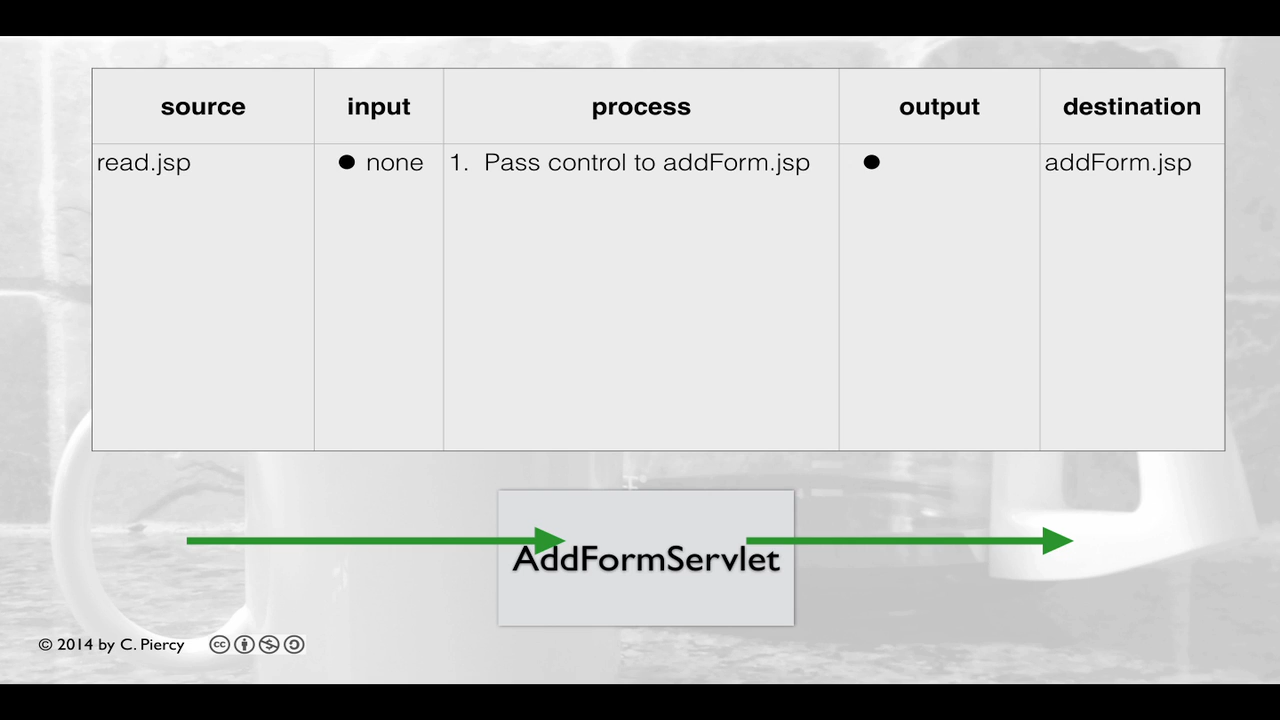 source input process output destination
read.jsp ● none 1. Pass control to addForm.jsp ● addForm.jsp
AddFormServlet
© 2014 by C. Piercy cc